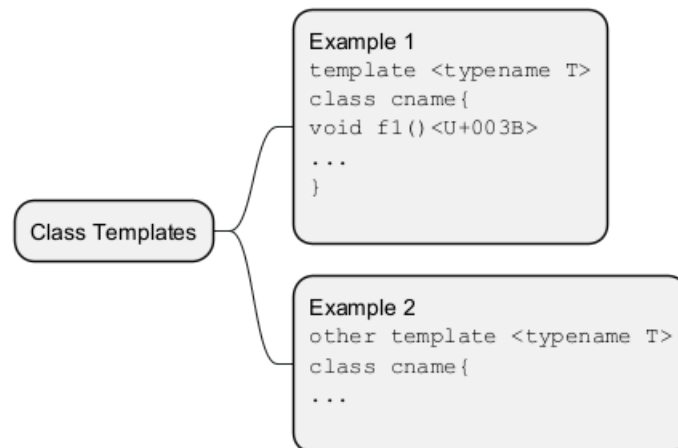 Class Templates
Example 1
template <typename T>
class cname{
void f1()<U+003B>
...
}
Example 2
other template <typename T>
class cname{
...